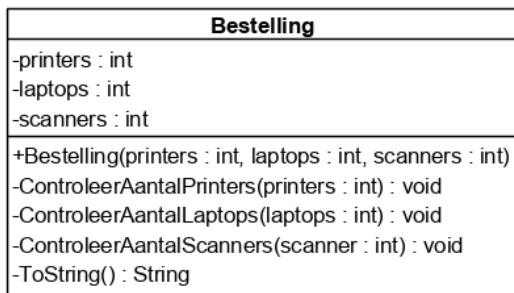 Bestelling
-printers : int
-laptops : int
-scanners : int
+Bestelling(printers : int, laptops : int, scanners : int)
-ControleerAantalPrinters(printers : int) : void
-ControleerAantalLaptops(laptops : int) : void
-ControleerAantalScanners(scanner : int) : void
-ToString() : String